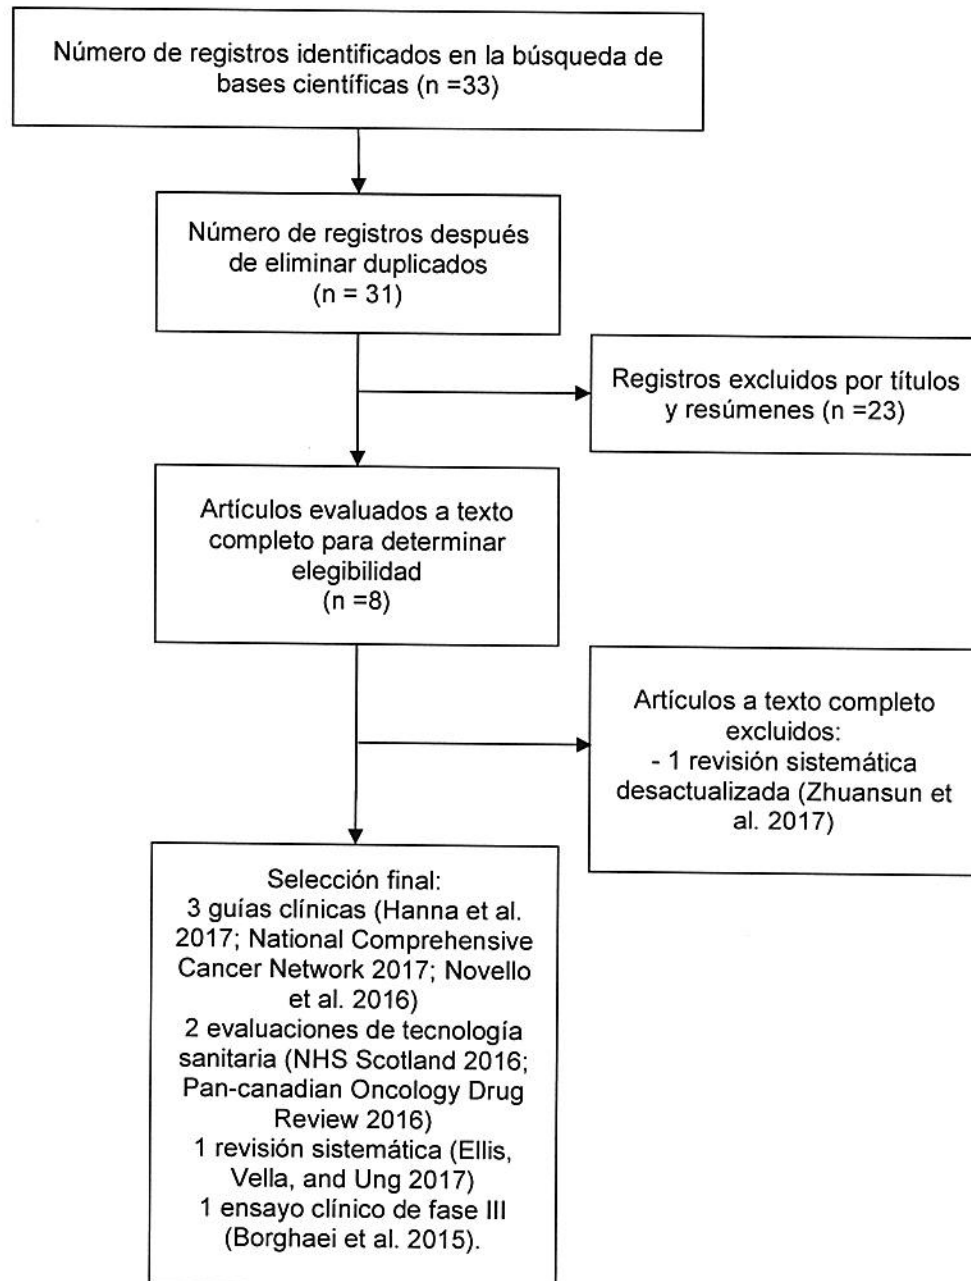 Número de registros identificados en la búsqueda de
bases científicas (n =33)
Número de registros después
de eliminar duplicados
(n = 31)
Registros excluidos por títulos
y resúmenes (n =23)
Artículos evaluados a texto
completo para determinar
elegibilidad
(n =8)
Artículos a texto completo
excluidos:
- 1 revisión sistemática
desactualizada (Zhuansun et
al. 2017)
Selección final:
3 guías clínicas (Hanna et al.
2017; National Comprehensive
Cancer Network 2017; Novello
et al. 2016)
2 evaluaciones de tecnología
sanitaria (NHS Scotland 2016;
Pan-canadian Oncology Drug
Review 2016)
1 revisión sistemática (Ellis,
Vella, and Ung 2017)
1 ensayo clínico de fase III
(Borghaei et al. 2015).